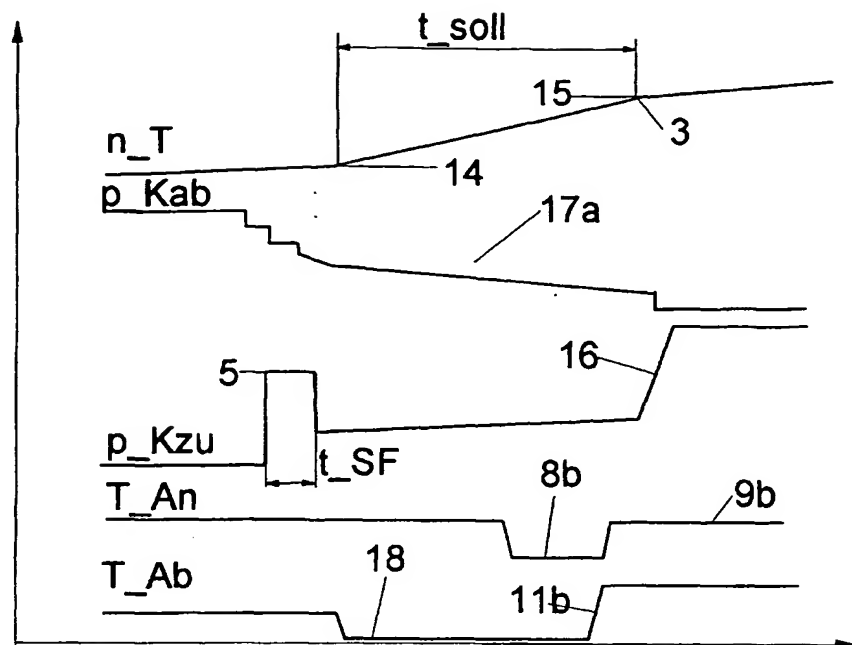 t_soll
15
3
n_T
14
p_Kab
17a
16
5
p_Kzu
t_SF
T_An
8b
9b
T_Ab
18
11b